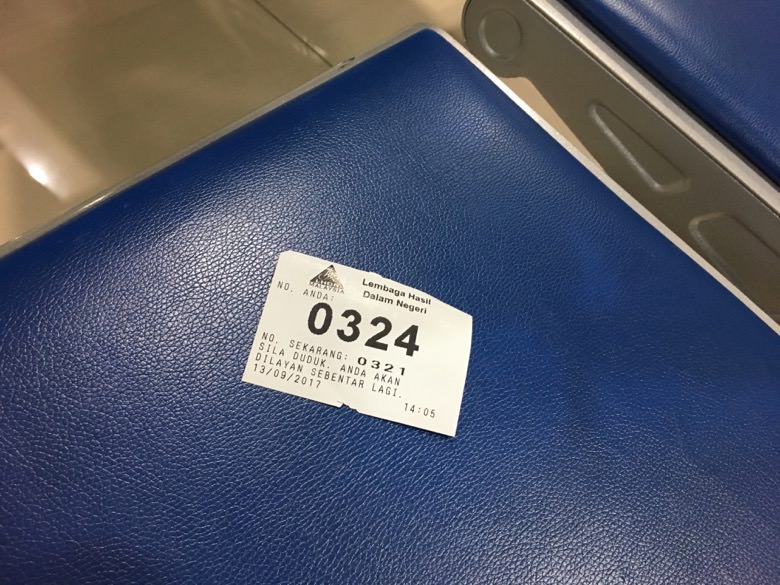 MALAYSIA
Lembaga Hasil
Dalam Negeri
NO. ANDA:
0324
NO. SEKARANG: 0321
SILA DUDUK. ANDA AKAN
DILAYAN SEBENTAR LAGI.
13/09/2017
14:05